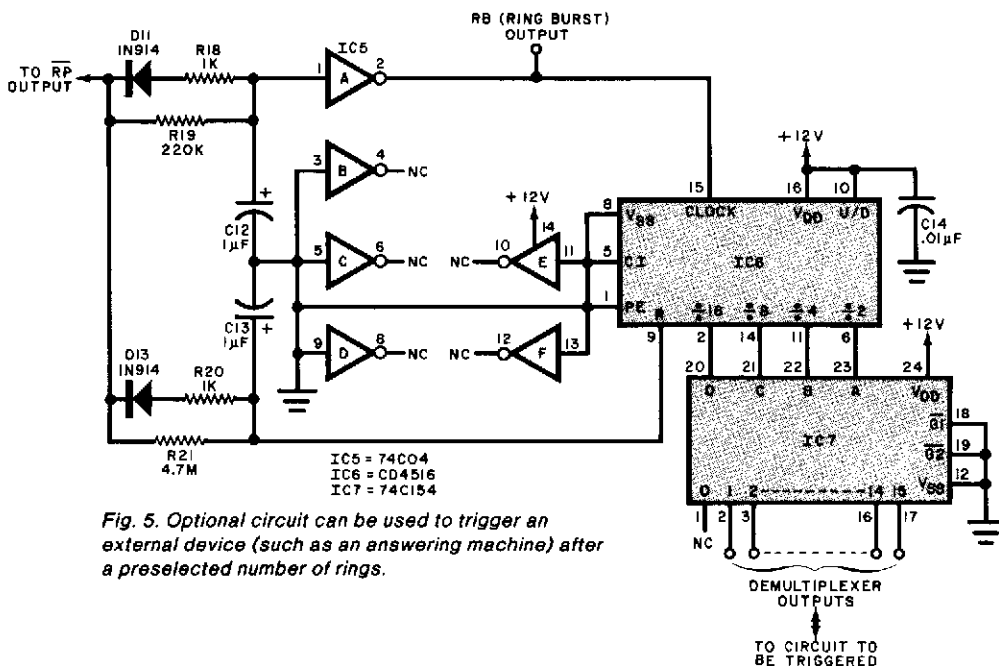 RB (RING BURST)
OUTPUT
D11
1N914
R18
1K
IC5
TO RP OUTPUT
1
A
2
R19
220K
3
B
4
NC
+12V
+12V
15
16
10
14
8
VSS
CLOCK
VDD
U/D
C14
.01µF
C12
1µF
+
5
C
6
NC
NC
10
E
11
5
CI
IC6
1
PE
R
÷16
÷8
÷4
÷2
C13
1µF
+
9
D
8
NC
NC
12
F
13
9
2
14
11
6
+12V
D13
1N914
R20
1K
20
21
22
23
24
D
C
B
A
VDD
R21
4.7M
IC7
G1
18
G2
19
VSS
12
IC5 = 74C04
IC6 = CD4516
IC7 = 74C154
0
1
2
14
15
1
2
3
16
17
NC
Fig. 5. Optional circuit can be used to trigger an
external device (such as an answering machine) after
a preselected number of rings.
DEMULTIPLEXER
OUTPUTS
TO CIRCUIT TO
BE TRIGGERED